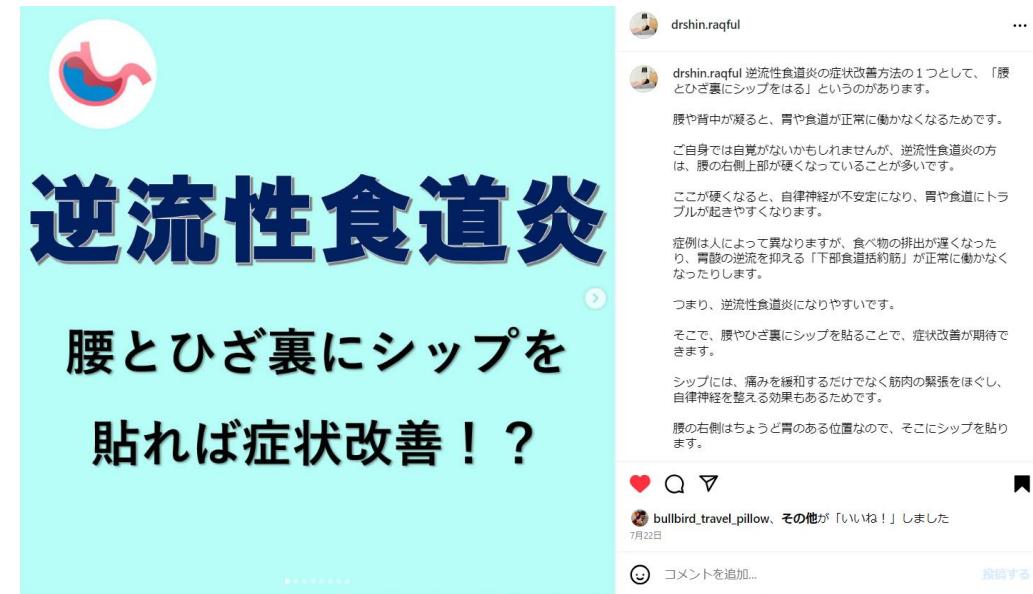 逆流性食道炎
腰とひざ裏にシップを
貼れば症状改善！？
drshin.raqful
drshin.raqful 逆流性食道炎の症状改善方法の１つとして、「腰
とひざ裏にシップをはる」というのがあります。
腰や背中が凝ると、胃や食道が正常に働かなくなるためです。
ご自身では自覚がないかもしれませんが、逆流性食道炎の方
は、腰の右側上部が硬くなっていることが多いです。
ここが硬くなると、自律神経が不安定になり、胃や食道にトラ
ブルが起きやすくなります。
症例は人によって異なりますが、食べ物の排出が遅くなった
り、胃酸の逆流を抑える「下部食道括約筋」が正常に働かなく
なったりします。
つまり、逆流性食道炎になりやすいです。
そこで、腰やひざ裏にシップを貼ることで、症状改善が期待で
きます。
シップには、痛みを緩和するだけでなく筋肉の緊張をほぐし、
自律神経を整える効果もあるためです。
腰の右側はちょうど胃のある位置なので、そこにシップを貼り
ます。
bullbird_travel_pillow、その他が「いいね！」しました
7月22日
コメントを追加...
投稿する